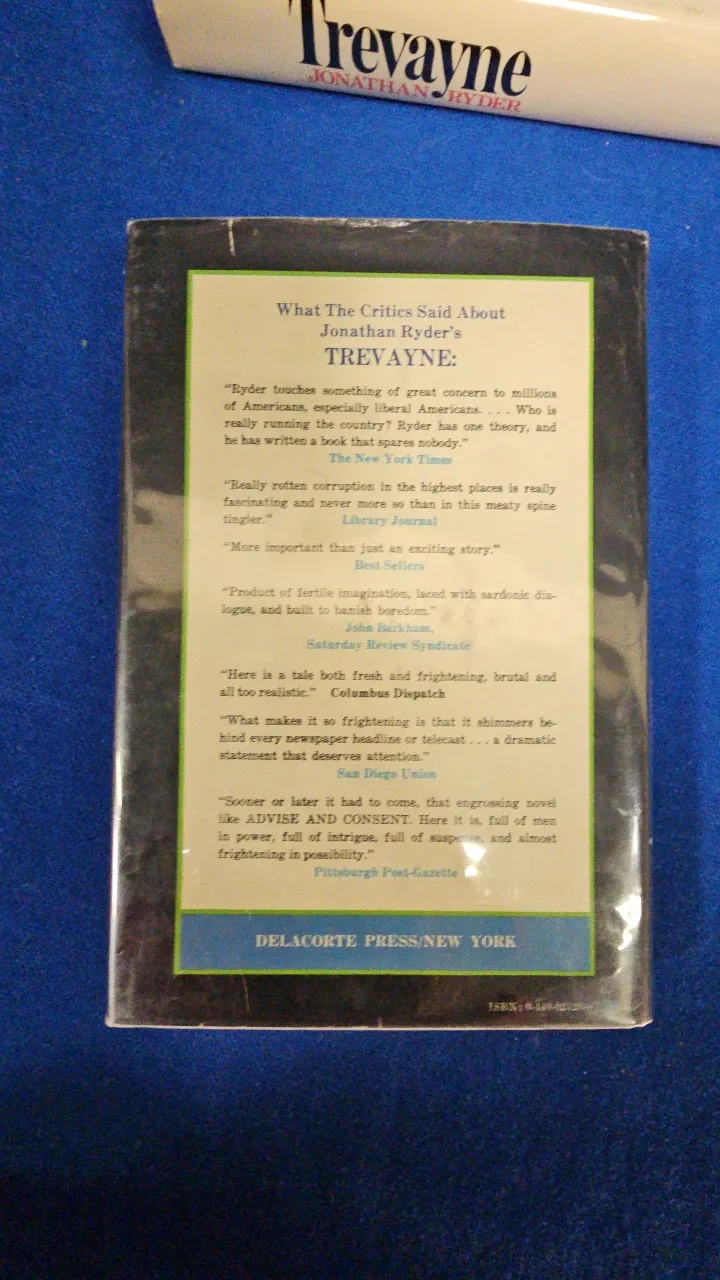 Trevayne
JONATHAN RYDER
What The Critics Said About
Jonathan Ryder's
TREVAYNE:
"Ryder touches something of great concern to millions
of Americans, especially liberal Americans. . . . Who is
really running the country? Ryder has one theory, and
he has written a book that spares nobody."
The New York Times
"Really rotten corruption in the highest places is really
fascinating and never more so than in this meaty spine
tingler." Library Journal
"More important than just an exciting story."
Best Sellers
"Product of fertile imagination, laced with sardonic dia-
logue, and built to banish boredom."
John Barkham,
Saturday Review Syndicate
"Here is a tale both fresh and frightening, brutal and
all too realistic." Columbus Dispatch
"What makes it so frightening is that it shimmers be-
hind every newspaper headline or telecast . . . a dramatic
statement that deserves attention."
San Diego Union
"Sooner or later it had to come, that engrossing novel
like ADVISE AND CONSENT. Here it is, full of men
in power, full of intrigue, full of suspense, and almost
frightening in possibility."
Pittsburgh Post-Gazette
DELACORTE PRESS/NEW YORK
ISBN: